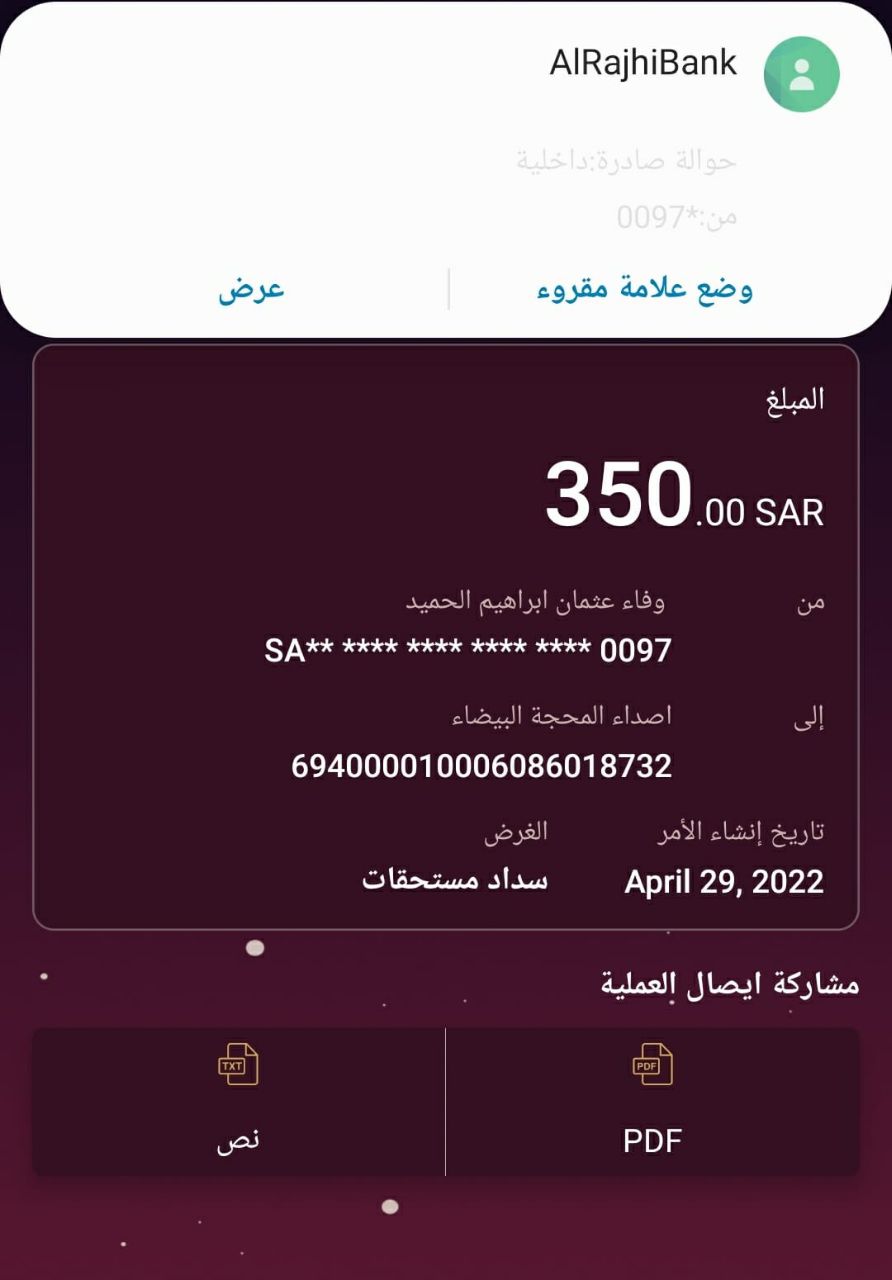 AlRajhiBank
حوالة صادرة:داخلية
من:*0097
وضع علامة مقروء
عرض
المبلغ
350.00 SAR
من
وفاء عثمان ابراهيم الحميد
SA** **** **** **** **** 0097
إلى
اصداء المحجة البيضاء
694000010006086018732
تاريخ إنشاء الأمر
الغرض
April 29, 2022
سداد مستحقات
مشاركة ايصال العملية
PDF
TXT
PDF
نص